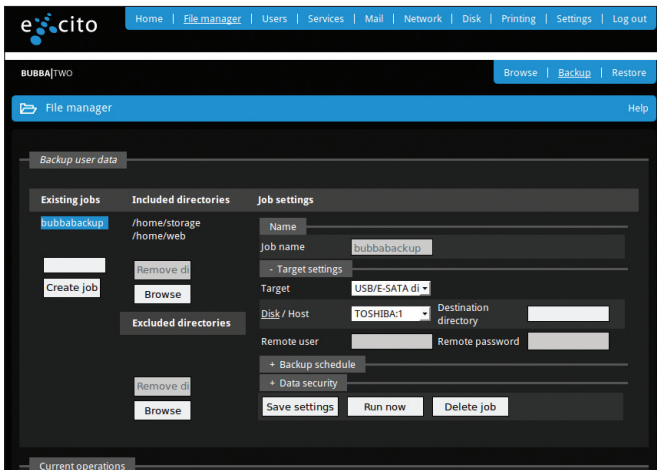 excito
Home | File manager | Users | Services | Mail | Network | Disk | Printing | Settings | Log out
BUBBA|TWO
Browse | Backup | Restore
File manager
Help
Backup user data
Existing jobs
Included directories
Job settings
bubbabackup
/home/storage
/home/web
Name
Job name
bubbabackup
Remove di
- Target settings
Create job
Browse
Target
USB/E-SATA di
Excluded directories
Disk / Host
TOSHIBA:1
Destination
directory
Remote user
Remote password
+ Backup schedule
Remove di
+ Data security
Browse
Save settings
Run now
Delete job
Current operations